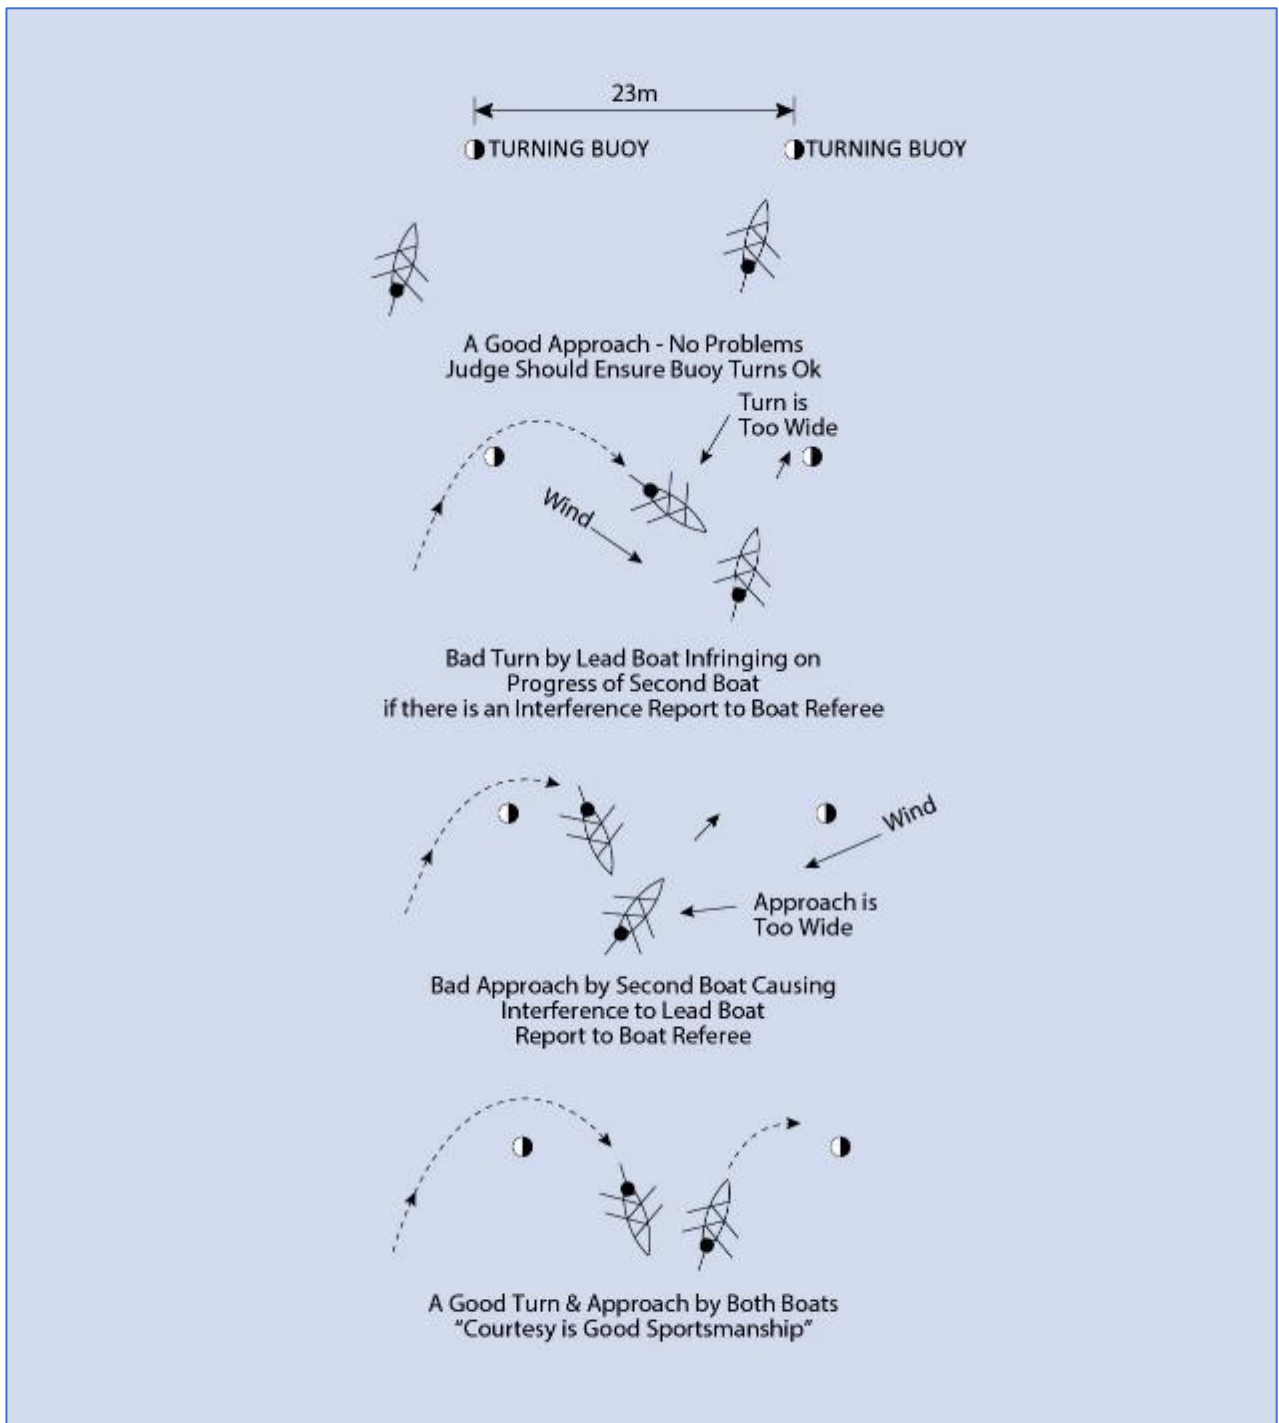 23m
TURNING BUOY
TURNING BUOY
A Good Approach - No Problems
Judge Should Ensure Buoy Turns Ok
Turn is
Too Wide
Wind
Bad Turn by Lead Boat Infringing on
Progress of Second Boat
if there is an Interference Report to Boat Referee
Wind
Approach is
Too Wide
Bad Approach by Second Boat Causing
Interference to Lead Boat
Report to Boat Referee
A Good Turn & Approach by Both Boats
“Courtesy is Good Sportsmanship”